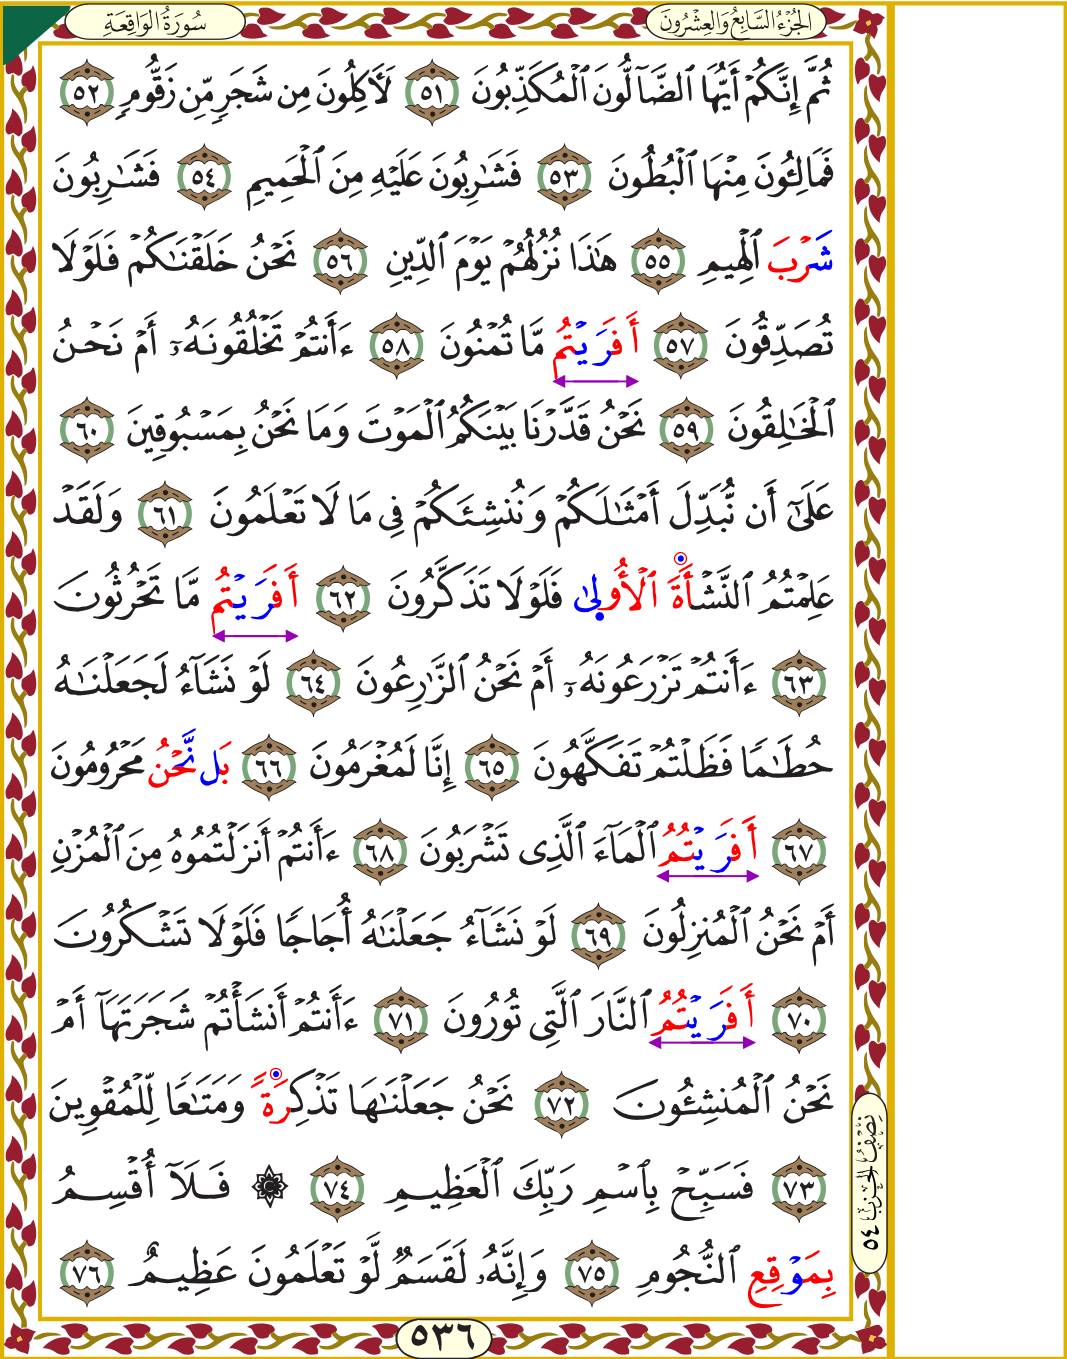 سُورَةُ الوَاقِعَةِ
الجُزْءُ السَّابِعُ وَالعِشْرُونَ
ثُمَّ إِنَّكُمْ أَيُّهَا ٱلضَّآلُّونَ ٱلْمُكَذِّبُونَ ٥١ لَأٓكِلُونَ مِن شَجَرٍ مِّن زَقُّومٍ ٥٢
فَمَالِـُٔونَ مِنْهَا ٱلْبُطُونَ ٥٣ فَشَٰرِبُونَ عَلَيْهِ مِنَ ٱلْحَمِيمِ ٥٤ فَشَٰرِبُونَ
شَرْبَ ٱلْهِيمِ ٥٥ هَٰذَا نُزُلُهُمْ يَوْمَ ٱلدِّينِ ٥٦ نَحْنُ خَلَقْنَٰكُمْ فَلَوْلَا
تُصَدِّقُونَ ٥٧ أَفَرَيْتُم مَّا تُمْنُونَ ٥٨ ءَأَنتُمْ تَخْلُقُونَهُۥٓ أَمْ نَحْنُ
ٱلْخَٰلِقُونَ ٥٩ نَحْنُ قَدَّرْنَا بَيْنَكُمُ ٱلْمَوْتَ وَمَا نَحْنُ بِمَسْبُوقِينَ ٦٠
عَلَىٰٓ أَن نُّبَدِّلَ أَمْثَٰلَكُمْ وَنُنشِئَكُمْ فِى مَا لَا تَعْلَمُونَ ٦١ وَلَقَدْ
عَلِمْتُمُ ٱلنَّشْأَةَ ٱلْأُولَىٰ فَلَوْلَا تَذَكَّرُونَ ٦٢ أَفَرَيْتُم مَّا تَحْرُثُونَ
٦٣ ءَأَنتُمْ تَزْرَعُونَهُۥٓ أَمْ نَحْنُ ٱلزَّٰرِعُونَ ٦٤ لَوْ نَشَآءُ لَجَعَلْنَٰهُ
حُطَٰمًا فَظَلْتُمْ تَفَكَّهُونَ ٦٥ إِنَّا لَمُغْرَمُونَ ٦٦ بَل نَّحْنُ مَحْرُومُونَ
٦٧ أَفَرَيْتُمُ ٱلْمَآءَ ٱلَّذِى تَشْرَبُونَ ٦٨ ءَأَنتُمْ أَنزَلْتُمُوهُ مِنَ ٱلْمُزْنِ
أَمْ نَحْنُ ٱلْمُنزِلُونَ ٦٩ لَوْ نَشَآءُ جَعَلْنَٰهُ أُجَاجًا فَلَوْلَا تَشْكُرُونَ
٧٠ أَفَرَيْتُمُ ٱلنَّارَ ٱلَّتِى تُورُونَ ٧١ ءَأَنتُمْ أَنشَأْتُمْ شَجَرَتَهَآ أَمْ
نَحْنُ ٱلْمُنشِـُٔونَ ٧٢ نَحْنُ جَعَلْنَٰهَا تَذْكِرَةً وَمَتَٰعًا لِّلْمُقْوِينَ
٧٣ فَسَبِّحْ بِٱسْمِ رَبِّكَ ٱلْعَظِيمِ ٧٤ ۞ فَلَآ أُقْسِمُ
بِمَوْقِعِ ٱلنُّجُومِ ٧٥ وَإِنَّهُۥ لَقَسَمٌ لَّوْ تَعْلَمُونَ عَظِيمٌ ٧٦
نِصْفُ الحِزْبِ ٥٤
٥٣٦